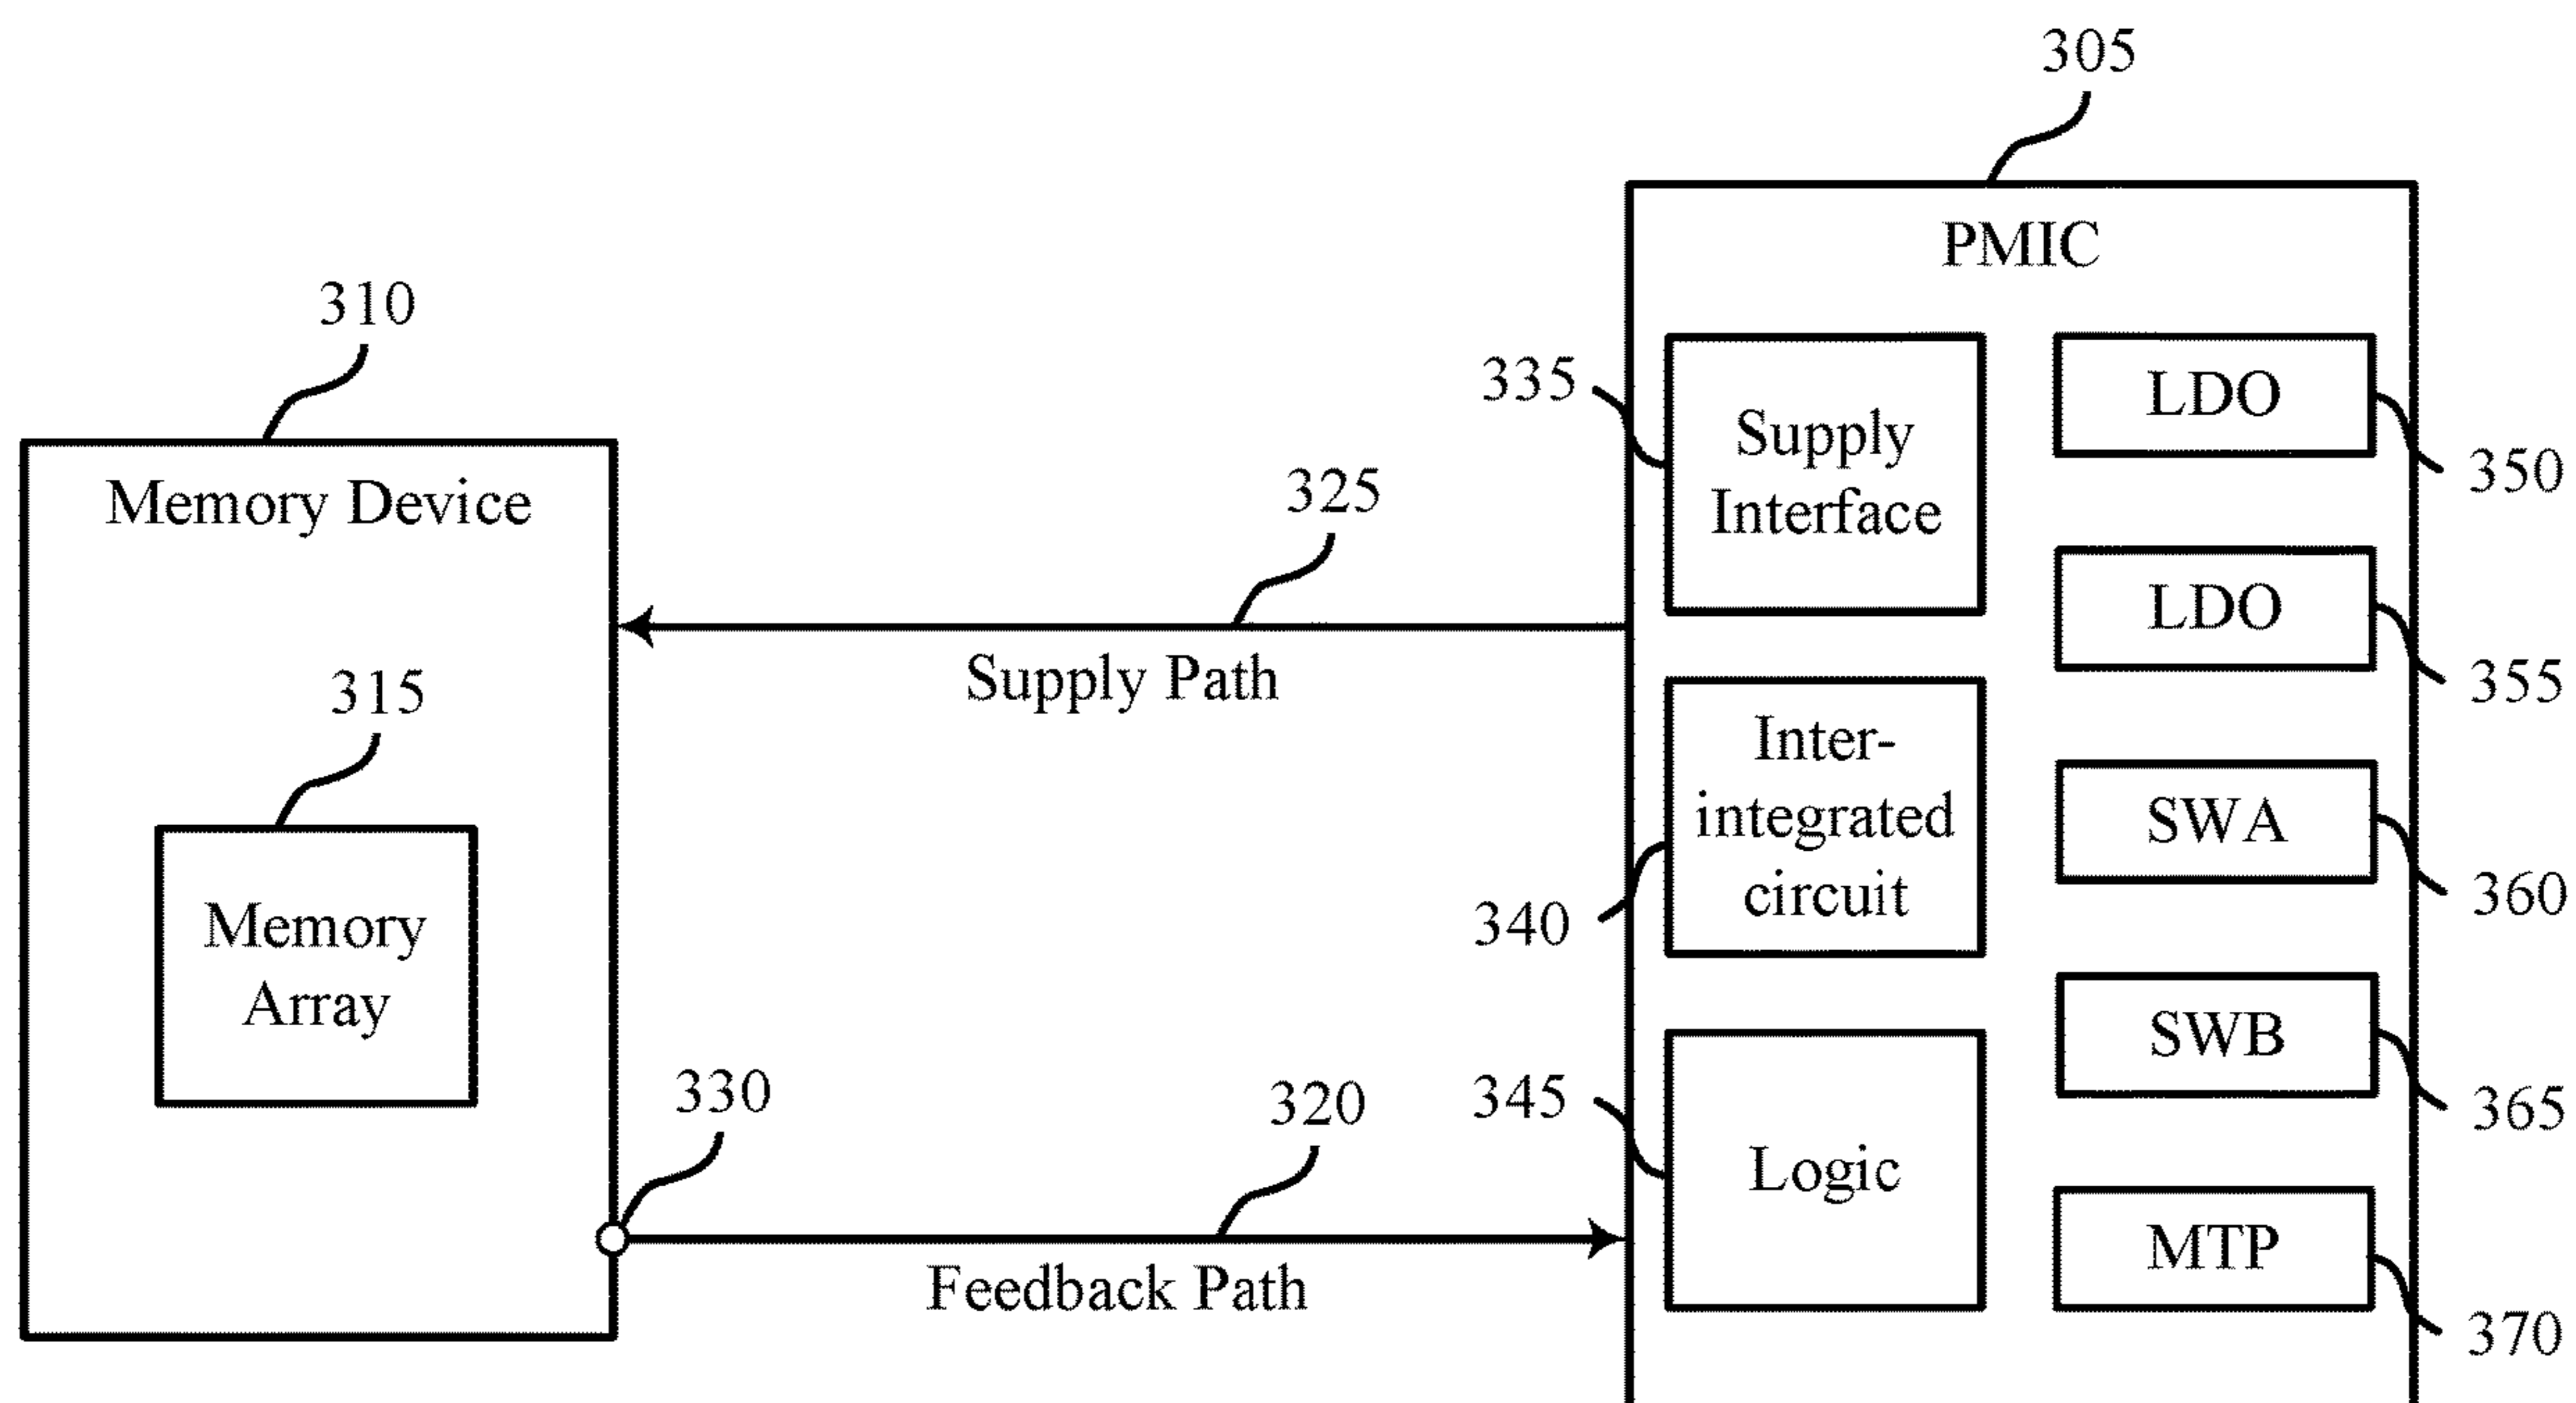 305
PMIC
310
Memory Device
335
Supply
Interface
LDO
350
325
Supply Path
LDO
355
315
Memory
Array
Inter-
integrated
circuit
340
SWA
360
330
320
Feedback Path
345
Logic
SWB
365
MTP
370